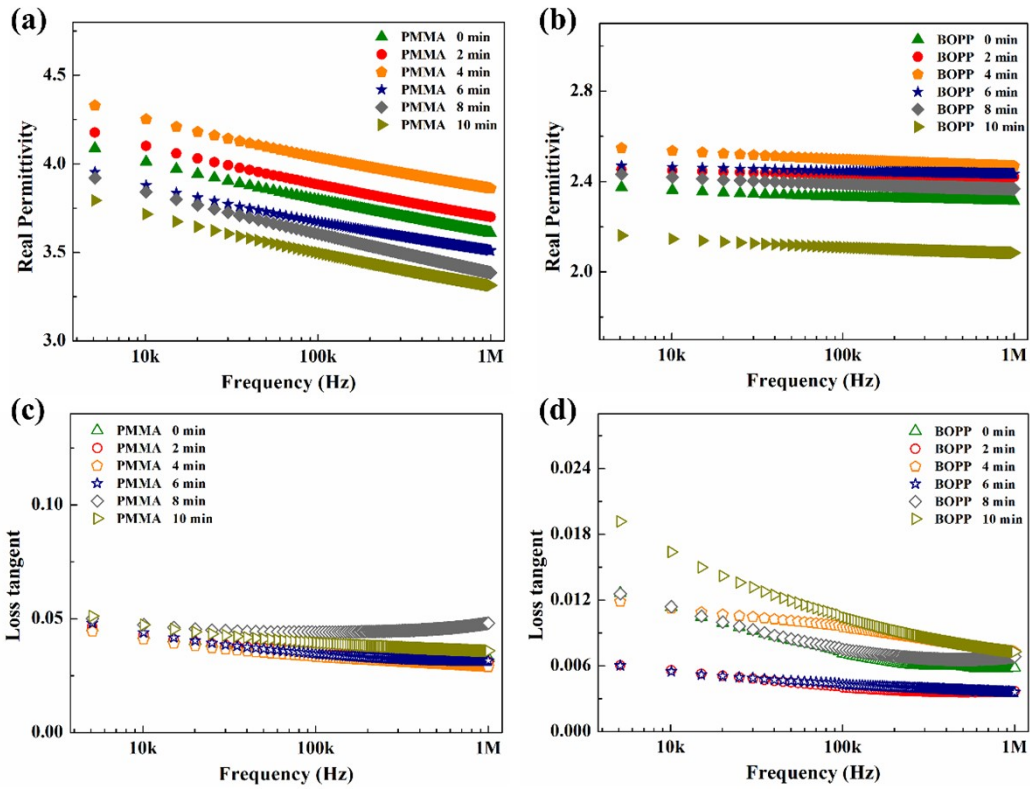 (a)
PMMA 0 min
PMMA 2 min
PMMA 4 min
PMMA 6 min
PMMA 8 min
PMMA 10 min
4.5
4.0
3.5
3.0
Real Permittivity
10k
100k
1M
Frequency (Hz)
(b)
BOPP 0 min
BOPP 2 min
BOPP 4 min
BOPP 6 min
BOPP 8 min
BOPP 10 min
2.8
2.4
2.0
Real Permittivity
10k
100k
1M
Frequency (Hz)
(c)
PMMA 0 min
PMMA 2 min
PMMA 4 min
PMMA 6 min
PMMA 8 min
PMMA 10 min
0.10
0.05
0.00
Loss tangent
10k
100k
1M
Frequency (Hz)
(d)
BOPP 0 min
BOPP 2 min
BOPP 4 min
BOPP 6 min
BOPP 8 min
BOPP 10 min
0.024
0.018
0.012
0.006
0.000
Loss tangent
10k
100k
1M
Frequency (Hz)